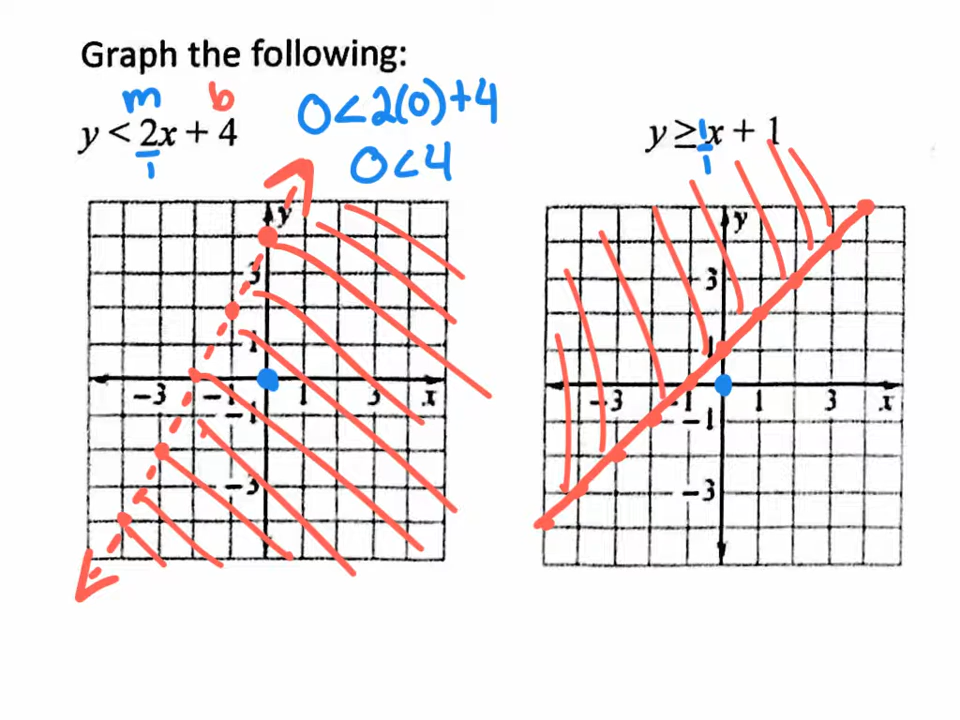 Graph the following:
m b
y < 2x + 4
1
0<2(0)+4
0<4
y ≥ 1x + 1
1
y
3
1
-3 -1 1 3 x
-1
-3
y
3
1
-3 -1 1 3 x
-1
-3